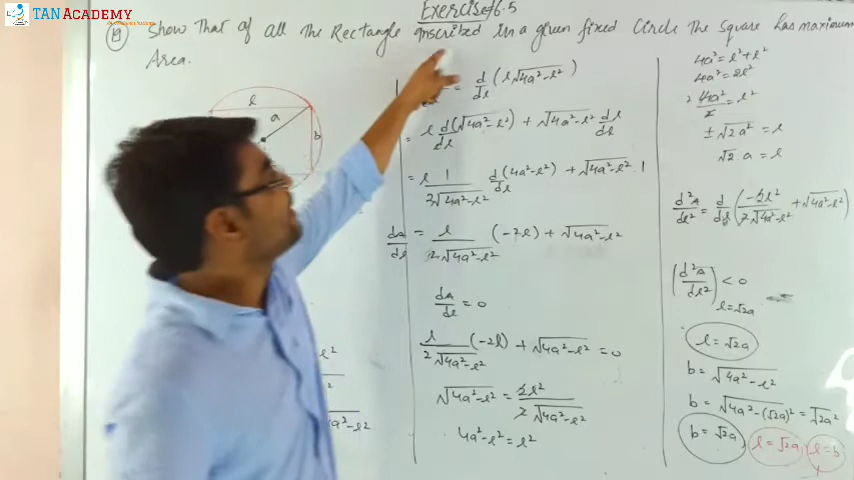 TAN ACADEMY
Exercise 6.5
19 Show That of all the Rectangle inscribed in a given fixed Circle the Square has maximum
Area.
l
a
b
l²
= d/dl (l√4a²-l²)
= l d/dl (√4a²-l²) + √4a²-l² dl/dl
= l 1/2√4a²-l² d/dl (4a²-l²) + √4a²-l² . 1
dA/dl = l/2√4a²-l² (-2l) + √4a²-l²
dA/dl = 0
l/2√4a²-l² (-2l) + √4a²-l² = 0
√4a²-l² = 2l²/2√4a²-l²
4a²-l² = l²
4a² = l²+l²
4a² = 2l²
4a²/2 = l²
±√2a² = l
√2.a = l
d²A/dl² = d/dl (-2l²/2√4a²-l² + √4a²-l²)
(d²A/dl²) l=√2a < 0
l = √2a
b = √4a²-l²
b = √4a²-(√2a)² = √2a²
b = √2a
l = √2a
l = b